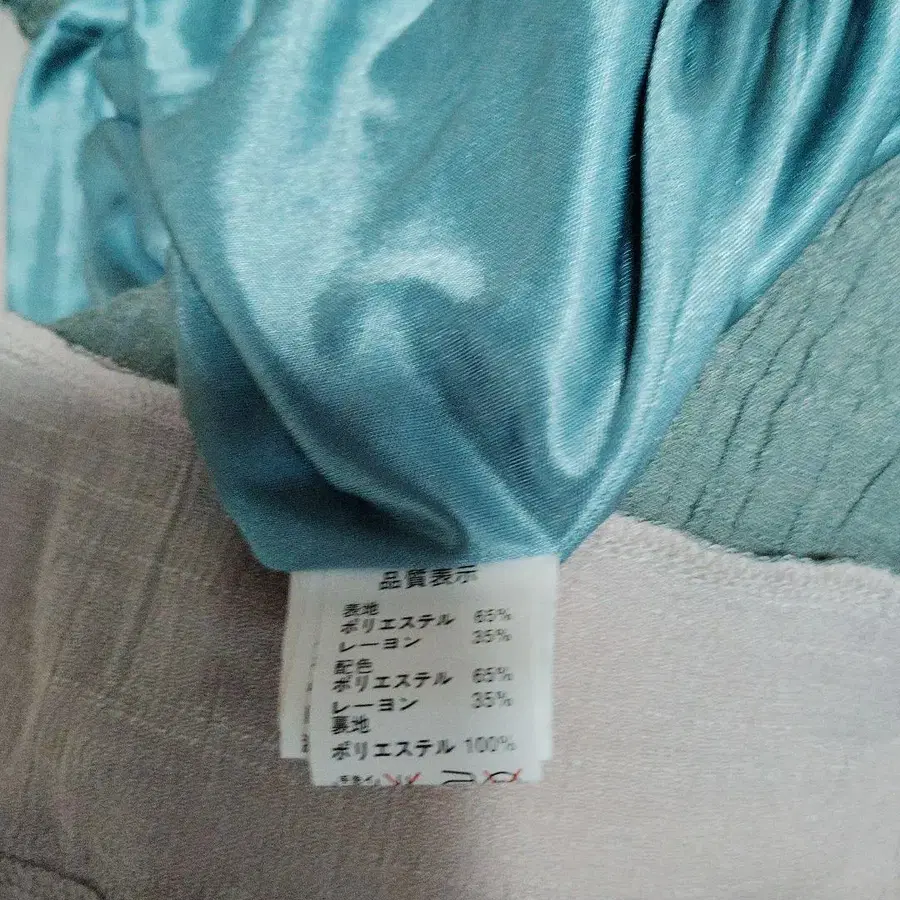 品質表示
表地
ポリエステル 65%
レーヨン 35%
配色
ポリエステル 65%
レーヨン 35%
裏地
ポリエステル 100%